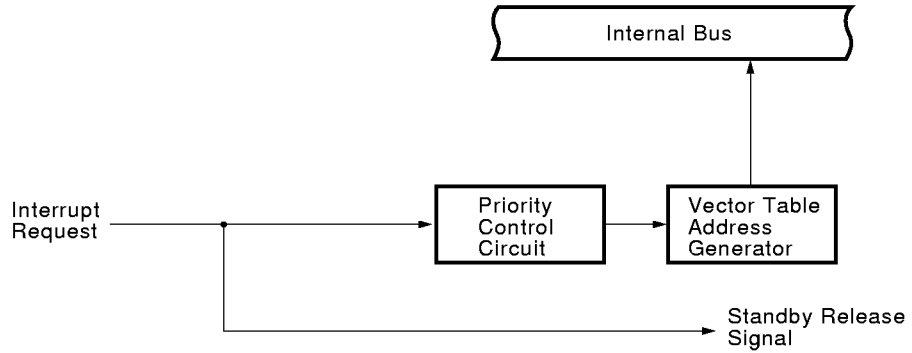 Internal Bus
Interrupt
Request
Priority
Control
Circuit
Vector Table
Address
Generator
Standby Release
Signal